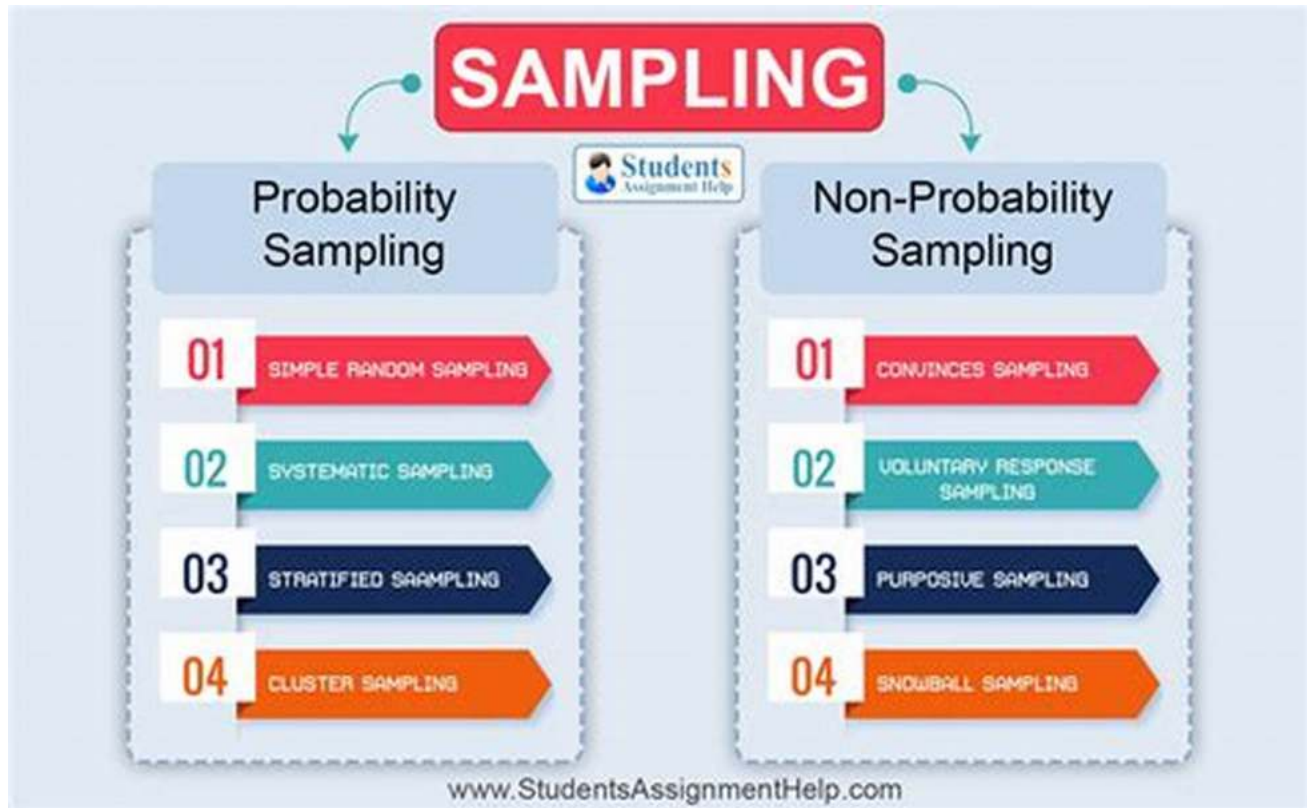 SAMPLING
Students
Assignment Help
Probability
Sampling
01
SIMPLE RANDOM SAMPLING
02
SYSTEMATIC SAMPLING
03
STRATIFIED SAAMPLING
04
CLUSTER SAMPLING
Non-Probability
Sampling
01
CONVINCES SAMPLING
02
VOLUNTARY RESPONSE
SAMPLING
03
PURPOSIVE SAMPLING
04
SNOWBALL SAMPLING
www.StudentsAssignmentHelp.com